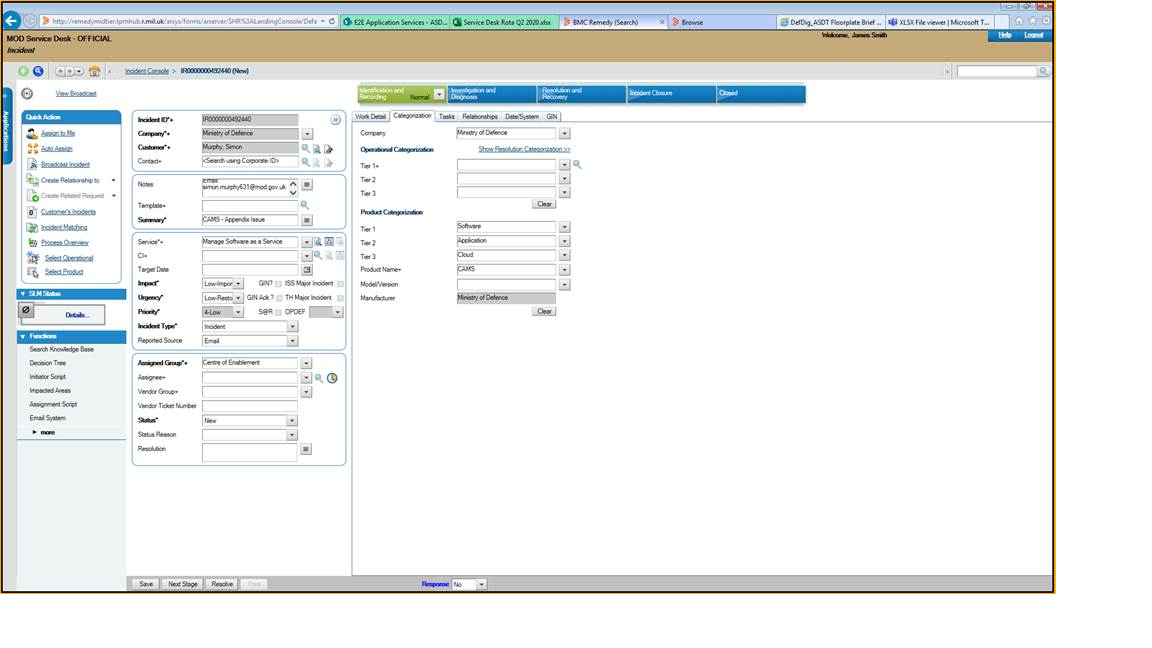 http://remedymidtier.tpmhub.r.mil.uk/arsys/forms/arserver/SHR%3ALandingConsole/Defa
E2E Application Services - ASD...
Service Desk Rota Q2 2020.xlsx
BMC Remedy (Search)
Browse
DefDig_ASDT Floorplate Brief ...
XLSX File viewer | Microsoft T...
MOD Service Desk - OFFICIAL
Welcome, James Smith
Help
Logout
Incident
Incident Console > IR0000000492440 (New)
Applications
View Broadcast
Identification and Recording
Normal
Investigation and Diagnosis
Resolution and Recovery
Incident Closure
Closed
Quick Action
Assign to Me
Auto Assign
Broadcast Incident
Create Relationship to
Create Related Request
Customer's Incidents
Incident Matching
Process Overview
Select Operational
Select Product
SLM Status
Details...
Functions
Search Knowledge Base
Decision Tree
Initiator Script
Impacted Areas
Assignment Script
Email System
more
Incident ID*+ IR0000000492440
Company*+ Ministry of Defence
Customer*+ Murphy, Simon
Contact+ <Search using Corporate ID>
Notes Email:
simon.murphy631@mod.gov.uk
Template+
Summary* CAMS - Appendix Issue
Service*+ Manage Software as a Service
CI+
Target Date
Impact* Low-Impor GIN? ISS Major Incident
Urgency* Low-Resto GIN Ack ? TH Major Incident
Priority* 4-Low S@R OPDEF
Incident Type* Incident
Reported Source Email
Assigned Group*+ Centre of Enablement
Assignee+
Vendor Group+
Vendor Ticket Number
Status* New
Status Reason
Resolution
Work Detail Categorization Tasks Relationships Date/System GIN
Company Ministry of Defence
Operational Categorization Show Resolution Categorization >>
Tier 1+
Tier 2
Tier 3
Clear
Product Categorization
Tier 1 Software
Tier 2 Application
Tier 3 Cloud
Product Name+ CAMS
Model/Version
Manufacturer Ministry of Defence
Clear
Save Next Stage Resolve Print
Response No